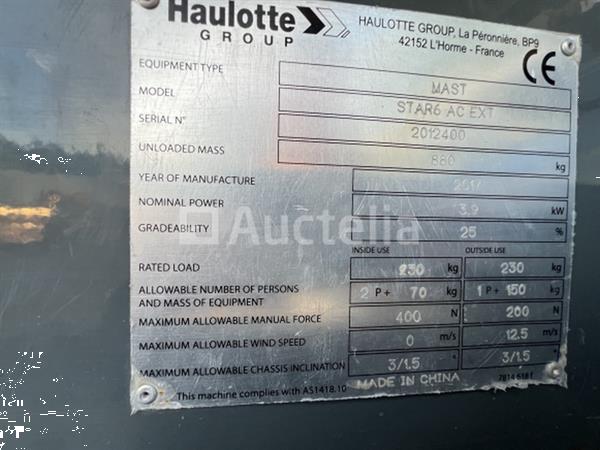 Haulotte
GROUP
HAULOTTE GROUP, La Péronnière, BP9
42152 L'Horme - France
CE
EQUIPMENT TYPE MAST
MODEL STAR6 AC EXT
SERIAL N° 2012400
UNLOADED MASS 880 kg
YEAR OF MANUFACTURE 2017
NOMINAL POWER 3.9 kW
GRADEABILITY 25 %
Auctelia
INSIDE USE OUTSIDE USE
RATED LOAD 230 kg 230 kg
ALLOWABLE NUMBER OF PERSONS
AND MASS OF EQUIPMENT 2 P + 70 kg 1 P + 150 kg
MAXIMUM ALLOWABLE MANUAL FORCE 400 N 200 N
MAXIMUM ALLOWABLE WIND SPEED 0 m/s 12.5 m/s
MAXIMUM ALLOWABLE CHASSIS INCLINATION 3/1.5 ° 3/1.5 °
MADE IN CHINA
This machine complies with AS1418.10